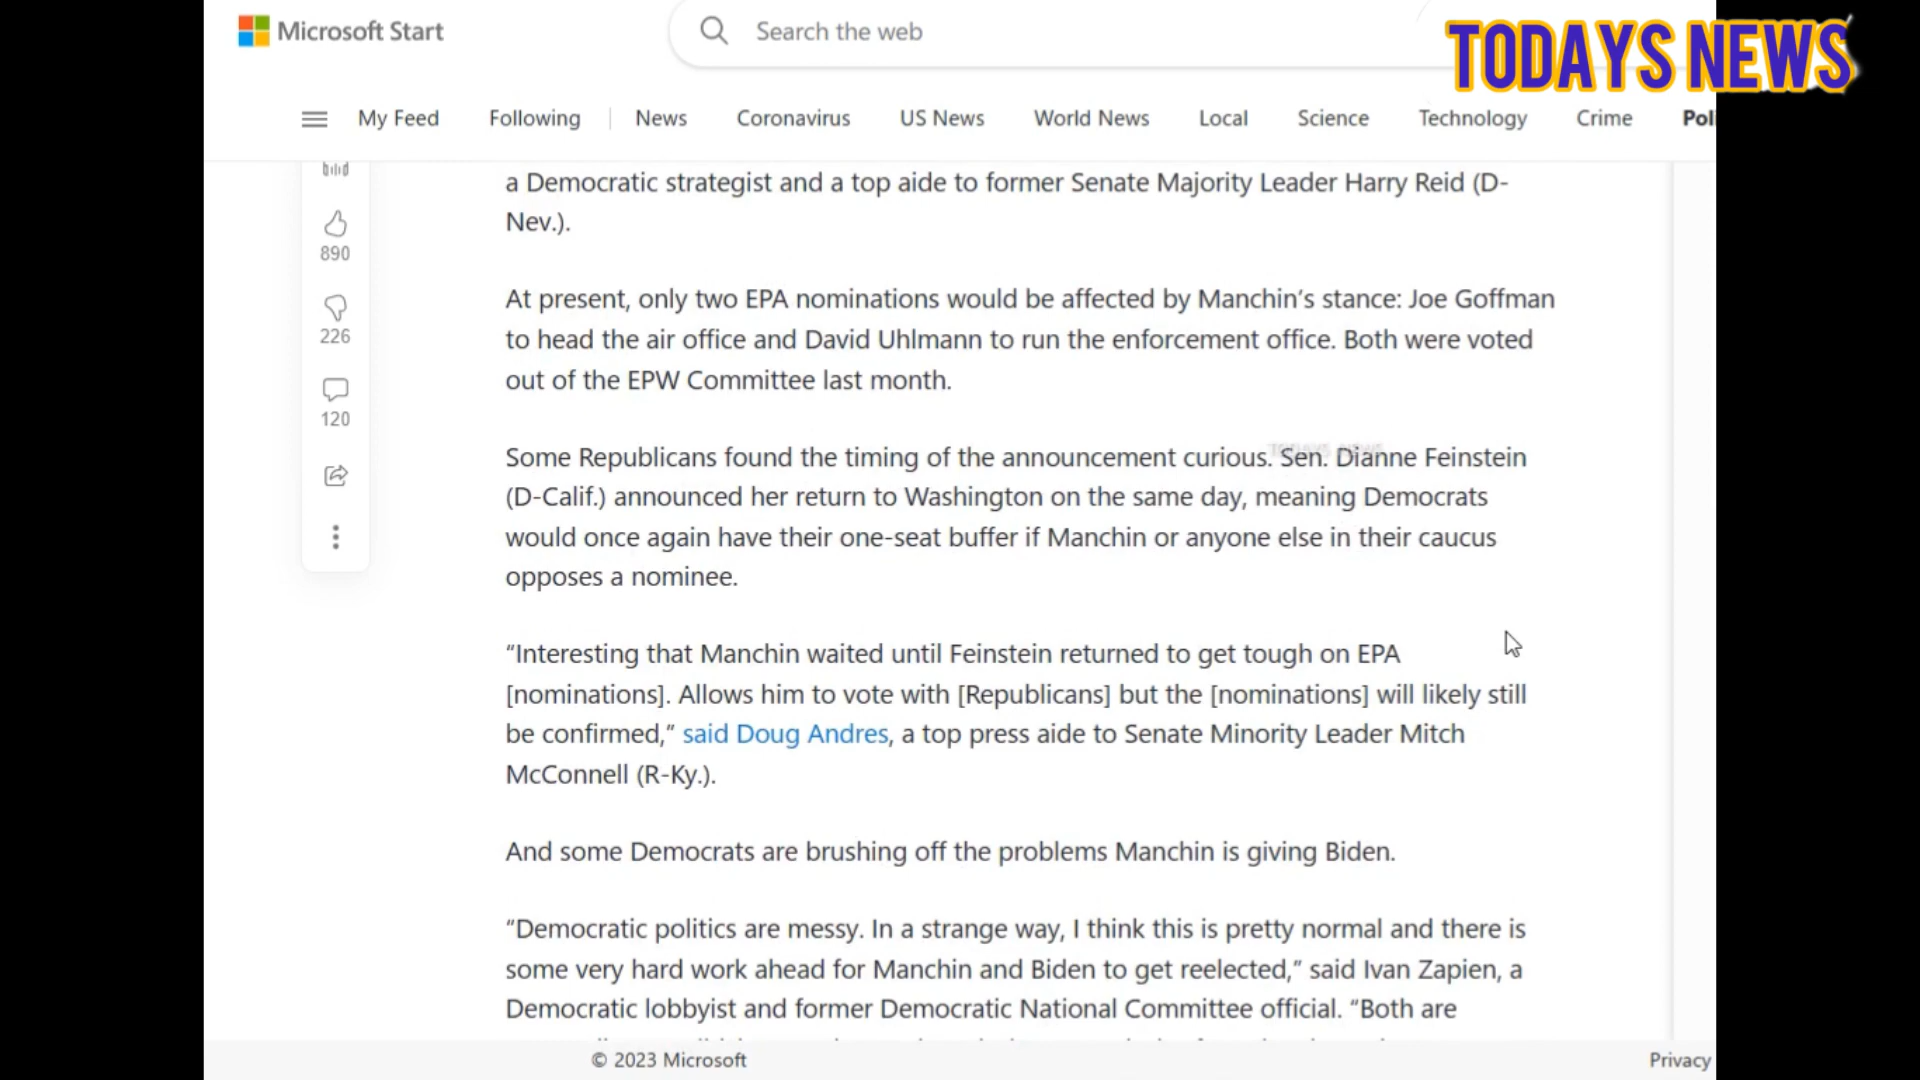 Microsoft Start
Search the web
TODAYS NEWS
My Feed
Following
News
Coronavirus
US News
World News
Local
Science
Technology
Crime
Poli
a Democratic strategist and a top aide to former Senate Majority Leader Harry Reid (D-
Nev.).
890
226
120
At present, only two EPA nominations would be affected by Manchin’s stance: Joe Goffman
to head the air office and David Uhlmann to run the enforcement office. Both were voted
out of the EPW Committee last month.
TODAYS NEWS
Some Republicans found the timing of the announcement curious. Sen. Dianne Feinstein
(D-Calif.) announced her return to Washington on the same day, meaning Democrats
would once again have their one-seat buffer if Manchin or anyone else in their caucus
opposes a nominee.
“Interesting that Manchin waited until Feinstein returned to get tough on EPA
[nominations]. Allows him to vote with [Republicans] but the [nominations] will likely still
be confirmed,” said Doug Andres, a top press aide to Senate Minority Leader Mitch
McConnell (R-Ky.).
And some Democrats are brushing off the problems Manchin is giving Biden.
“Democratic politics are messy. In a strange way, I think this is pretty normal and there is
some very hard work ahead for Manchin and Biden to get reelected,” said Ivan Zapien, a
Democratic lobbyist and former Democratic National Committee official. “Both are
© 2023 Microsoft
Privacy